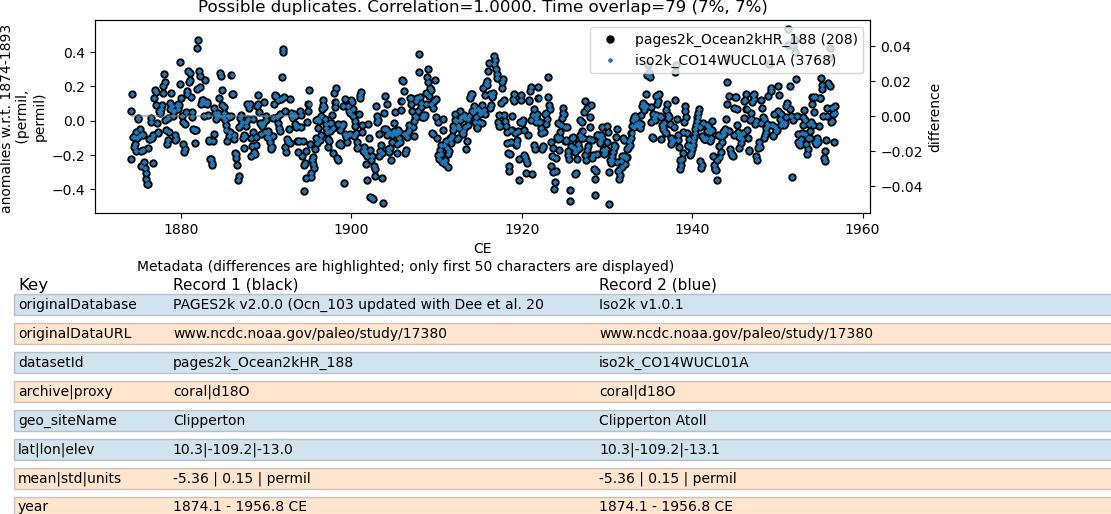 Possible duplicates. Correlation=1.0000. Time overlap=79 (7%, 7%)
anomalies w.r.t. 1874-1893
(permil,
permil)
0.4
0.2
0.0
−0.2
−0.4
pages2k_Ocean2kHR_188 (208)
iso2k_CO14WUCL01A (3768)
0.04
0.02
0.00
−0.02
−0.04
difference
1880
1900
1920
1940
1960
CE
Metadata (differences are highlighted; only first 50 characters are displayed)
Key Record 1 (black) Record 2 (blue)
originalDatabase PAGES2k v2.0.0 (Ocn_103 updated with Dee et al. 20 Iso2k v1.0.1
originalDataURL www.ncdc.noaa.gov/paleo/study/17380 www.ncdc.noaa.gov/paleo/study/17380
datasetId pages2k_Ocean2kHR_188 iso2k_CO14WUCL01A
archive|proxy coral|d18O coral|d18O
geo_siteName Clipperton Clipperton Atoll
lat|lon|elev 10.3|-109.2|-13.0 10.3|-109.2|-13.1
mean|std|units -5.36 | 0.15 | permil -5.36 | 0.15 | permil
year 1874.1 - 1956.8 CE 1874.1 - 1956.8 CE